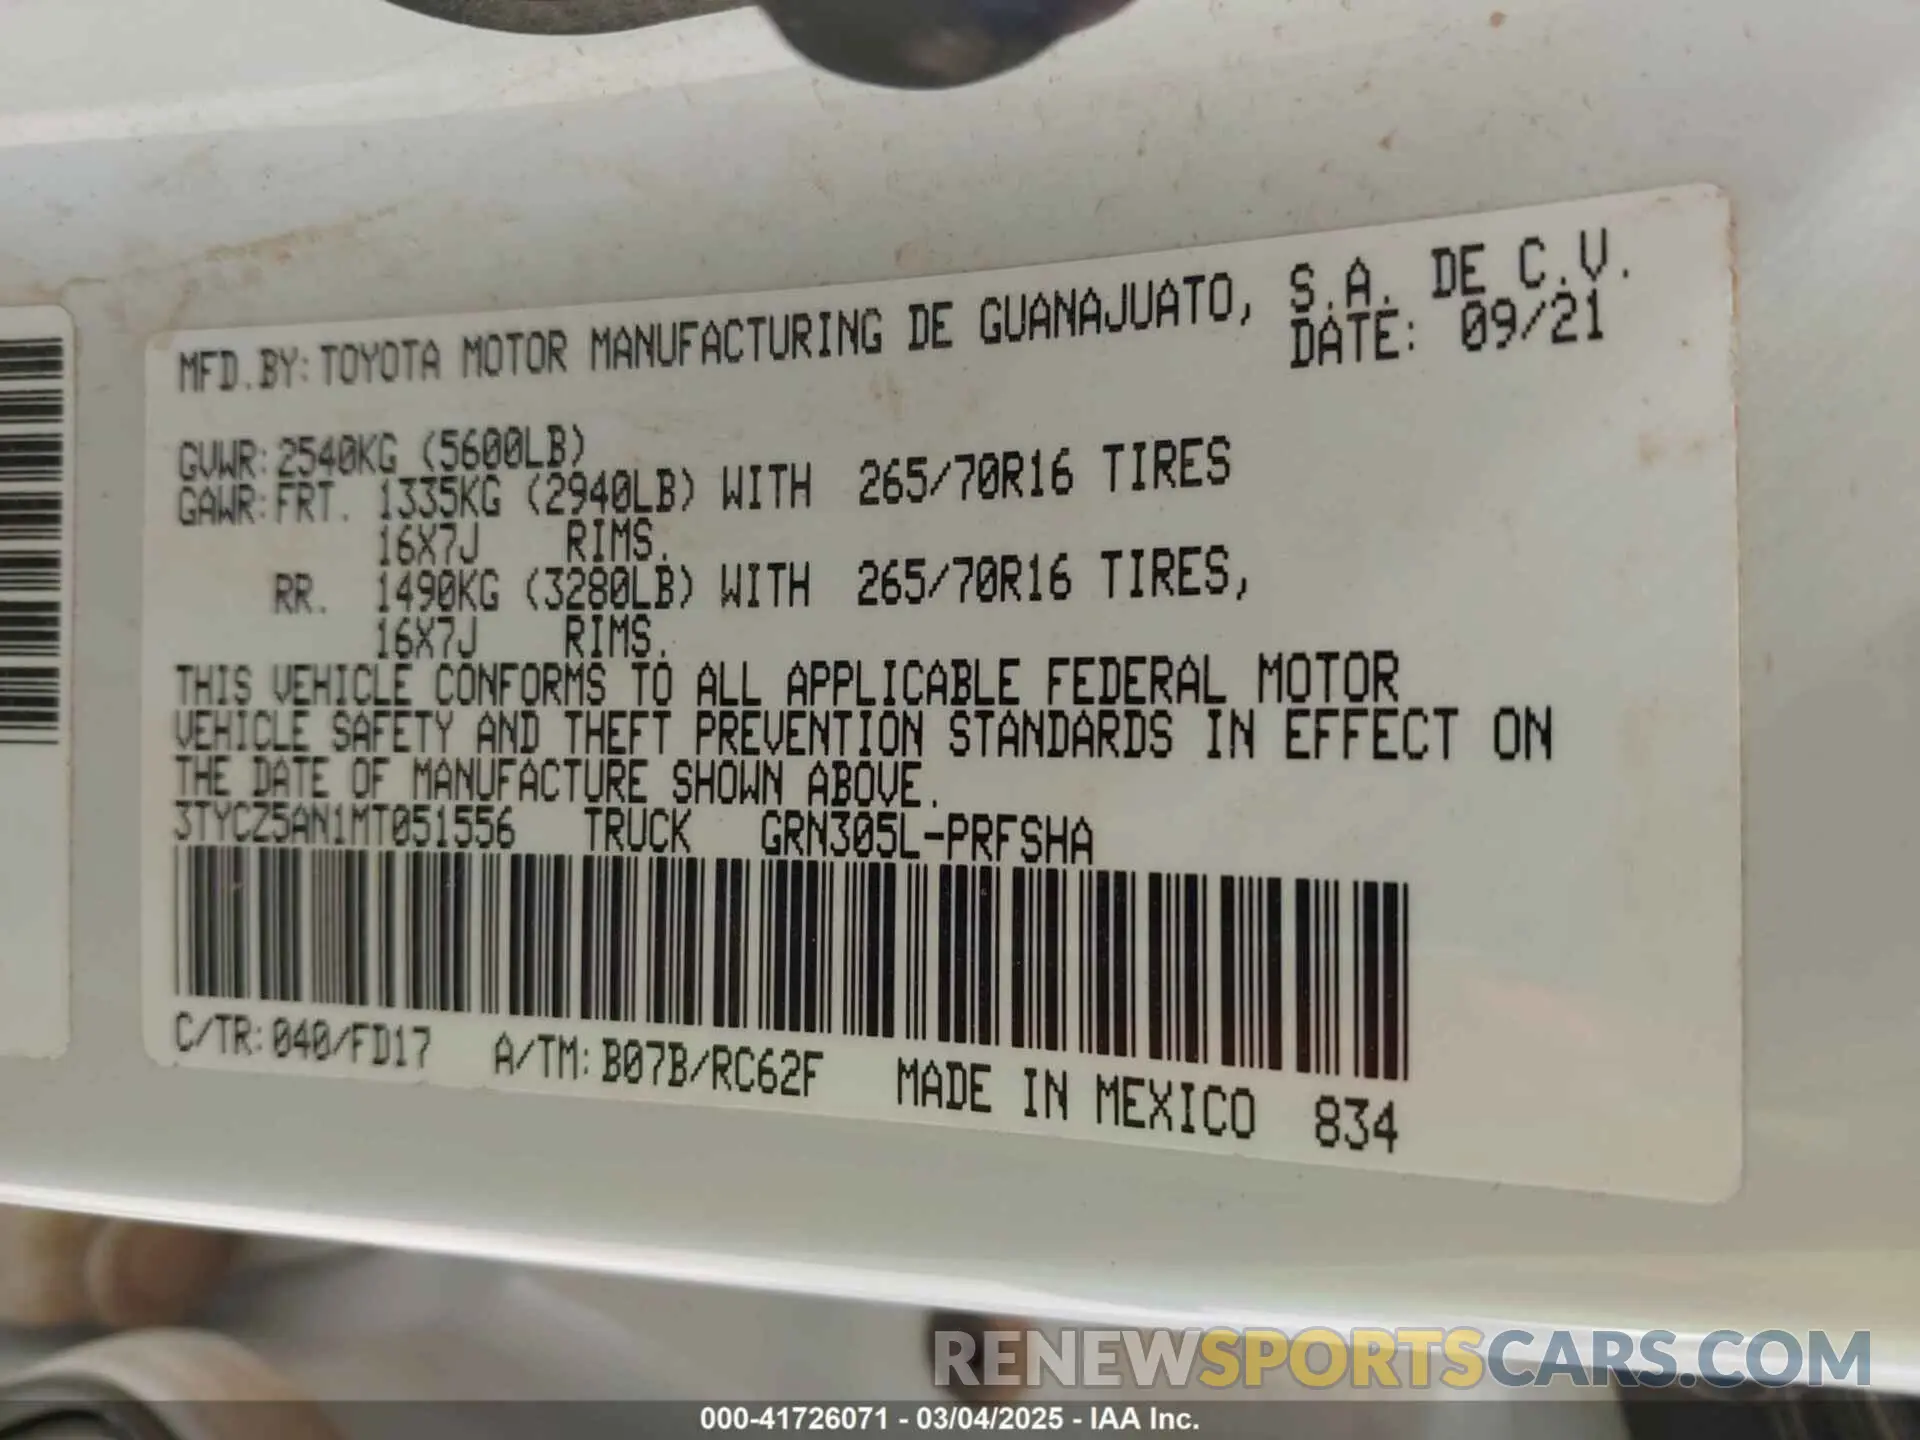 MFD.BY: TOYOTA MOTOR MANUFACTURING DE GUANAJUATO, S.A. DE C.V.
DATE: 09/21
GVWR: 2540KG (5600LB)
GAWR: FRT. 1335KG (2940LB) WITH 265/70R16 TIRES
16X7J RIMS.
RR. 1490KG (3280LB) WITH 265/70R16 TIRES,
16X7J RIMS.
THIS VEHICLE CONFORMS TO ALL APPLICABLE FEDERAL MOTOR
VEHICLE SAFETY AND THEFT PREVENTION STANDARDS IN EFFECT ON
THE DATE OF MANUFACTURE SHOWN ABOVE.
3TYCZ5AN1MT051556 TRUCK GRN305L-PRFSHA
C/TR: 040/FD17 A/TM: B07B/RC62F MADE IN MEXICO 834
RENEWSPORTSCARS.COM
000-41726071 - 03/04/2025 - IAA Inc.